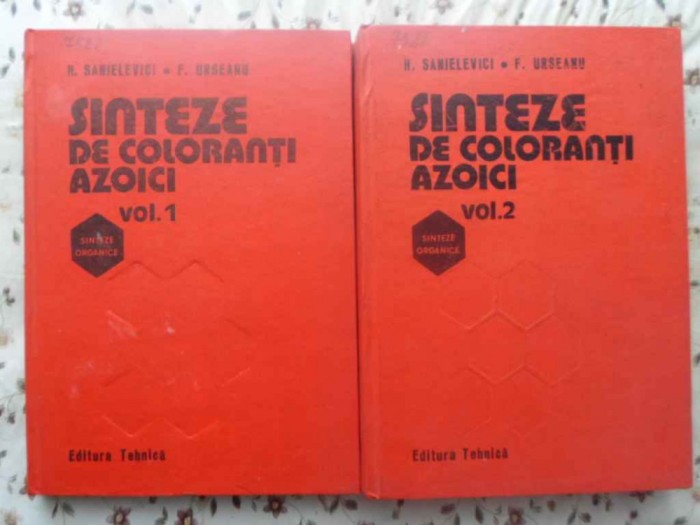 H. SANIELEVICI • F. URSEANU
SINTEZE
DE COLORANȚI
AZOICI
vol. 1
SINTEZE
ORGANICE
Editura Tehnică
H. SANIELEVICI • F. URSEANU
SINTEZE
DE COLORANȚI
AZOICI
vol. 2
SINTEZE
ORGANICE
Editura Tehnică